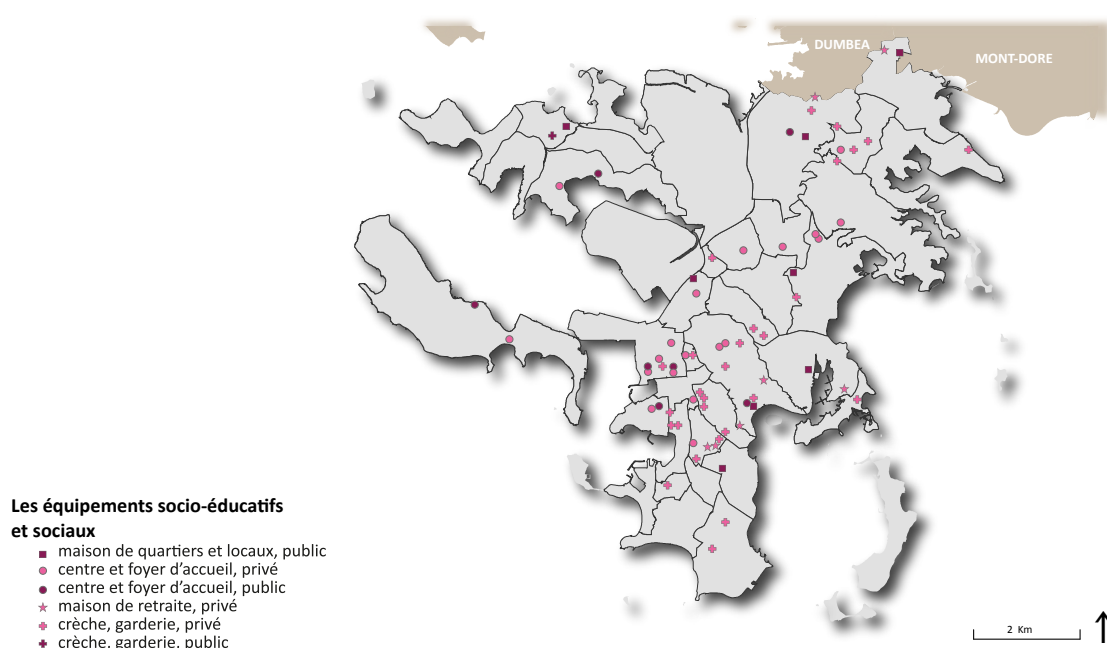 DUMBEA
MONT-DORE
Les équipements socio-éducatifs
et sociaux
maison de quartiers et locaux, public
centre et foyer d'accueil, privé
centre et foyer d'accueil, public
maison de retraite, privé
crèche, garderie, privé
crèche, garderie, public
2 Km